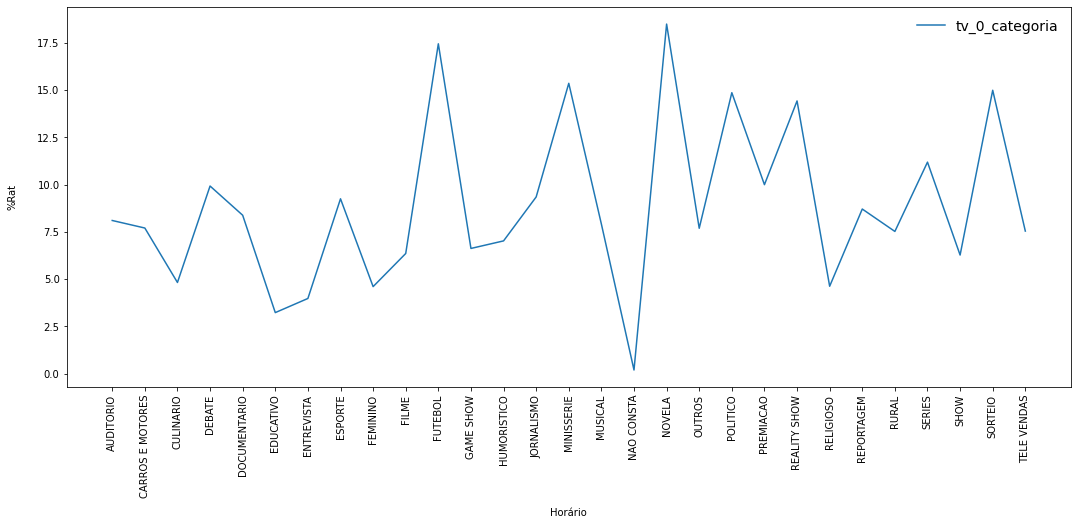 tv_0_categoria
%Rat
17.5
15.0
12.5
10.0
7.5
5.0
2.5
0.0
AUDITORIO
CARROS E MOTORES
CULINARIO
DEBATE
DOCUMENTARIO
EDUCATIVO
ENTREVISTA
ESPORTE
FEMININO
FILME
FUTEBOL
GAME SHOW
HUMORISTICO
JORNALISMO
MINISSERIE
MUSICAL
NAO CONSTA
NOVELA
OUTROS
POLITICO
PREMIACAO
REALITY SHOW
RELIGIOSO
REPORTAGEM
RURAL
SERIES
SHOW
SORTEIO
TELE VENDAS
Horário